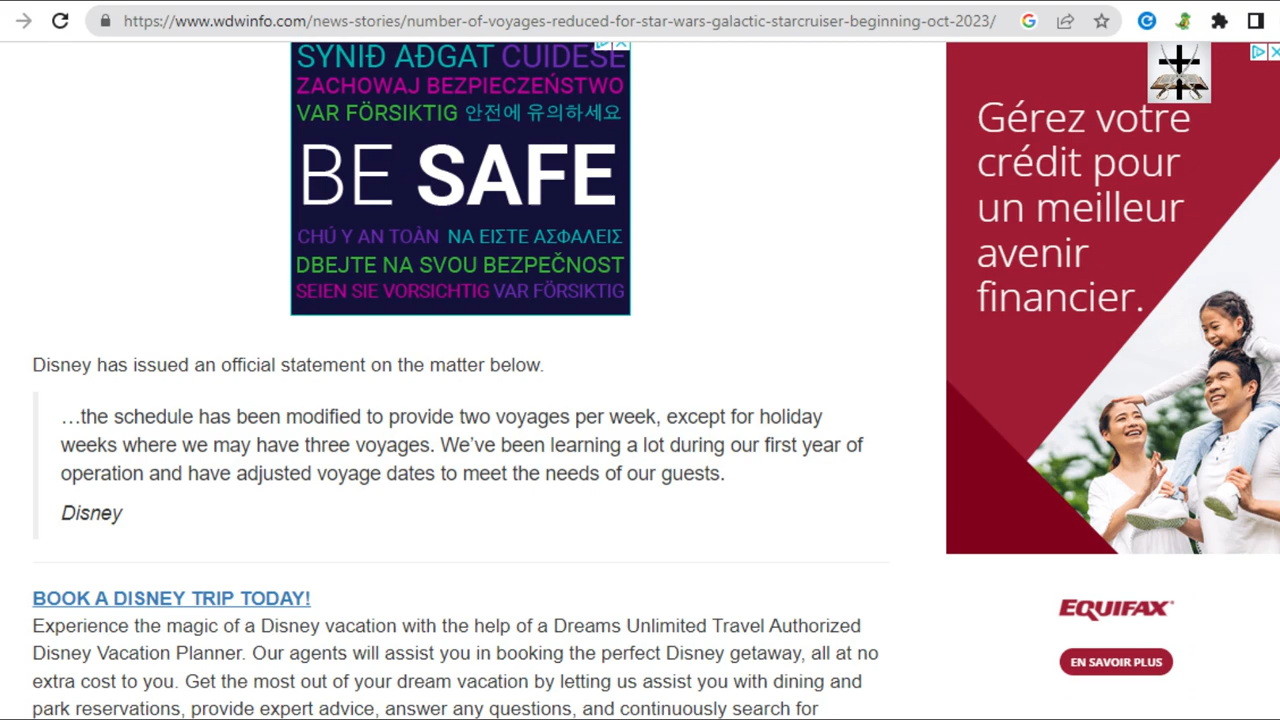 https://www.wdwinfo.com/news-stories/number-of-voyages-reduced-for-star-wars-galactic-starcruiser-beginning-oct-2023/
SYNIÐ AÐGAT CUIDESE
ZACHOWAJ BEZPIECZEŃSTWO
VAR FÖRSIKTIG 안전에 유의하세요
BE SAFE
CHÚ Ý AN TOÀN ΝΑ ΕΙΣΤΕ ΑΣΦΑΛΕΙΣ
DBEJTE NA SVOU BEZPEČNOST
SEIEN SIE VORSICHTIG VAR FÖRSIKTIG
Disney has issued an official statement on the matter below.
…the schedule has been modified to provide two voyages per week, except for holiday
weeks where we may have three voyages. We’ve been learning a lot during our first year of
operation and have adjusted voyage dates to meet the needs of our guests.
Disney
BOOK A DISNEY TRIP TODAY!
Experience the magic of a Disney vacation with the help of a Dreams Unlimited Travel Authorized
Disney Vacation Planner. Our agents will assist you in booking the perfect Disney getaway, all at no
extra cost to you. Get the most out of your dream vacation by letting us assist you with dining and
park reservations, provide expert advice, answer any questions, and continuously search for
Gérez votre
crédit pour
un meilleur
avenir
financier.
EQUIFAX
EN SAVOIR PLUS